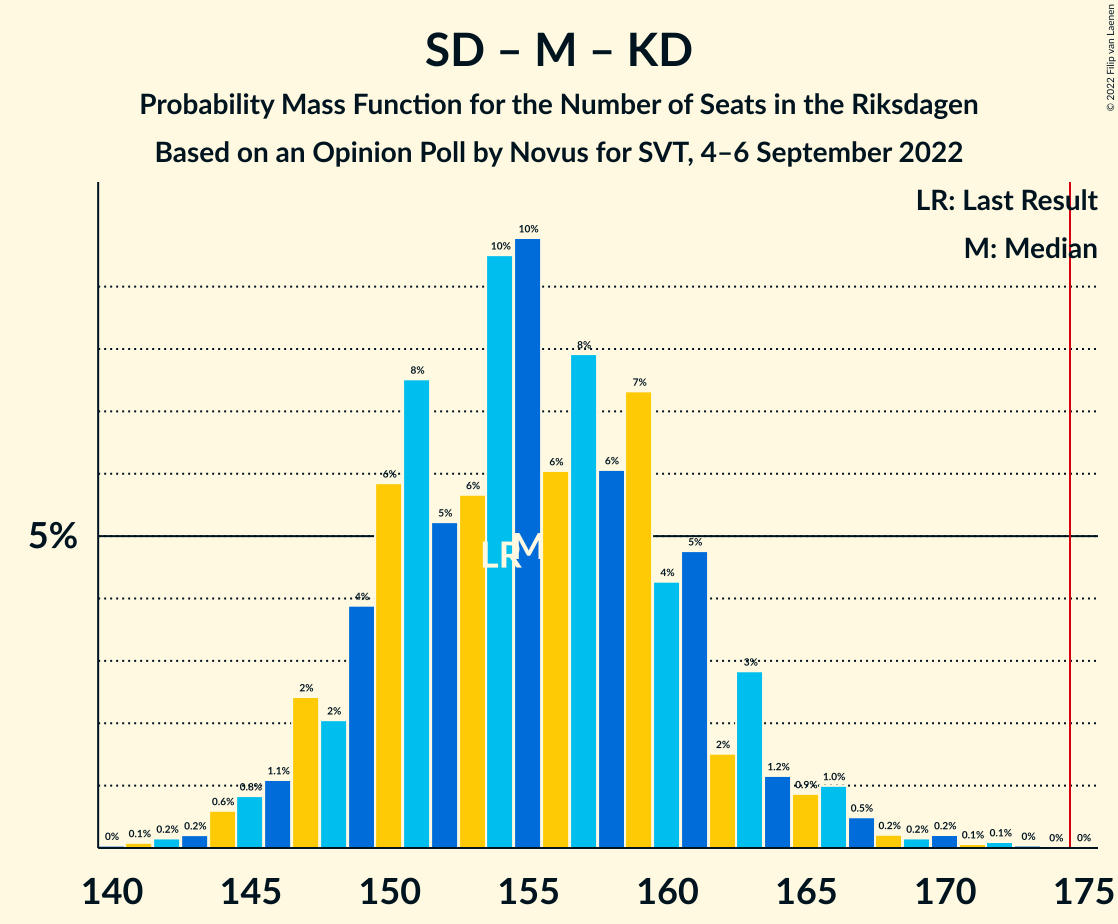 SD – M – KD
Probability Mass Function for the Number of Seats in the Riksdagen
Based on an Opinion Poll by Novus for SVT, 4–6 September 2022
© 2022 Filip van Laenen
LR: Last Result
M: Median
5%
0% 0.1% 0.2% 0.2% 0.6% 0.8% 1.1% 2% 2% 4% 6% 8% 5% 6% 10% 10% 6% 8% 6% 7% 4% 5% 2% 3% 1.2% 0.9% 1.0% 0.5% 0.2% 0.2% 0.2% 0.1% 0.1% 0% 0% 0%
LR M
140 145 150 155 160 165 170 175